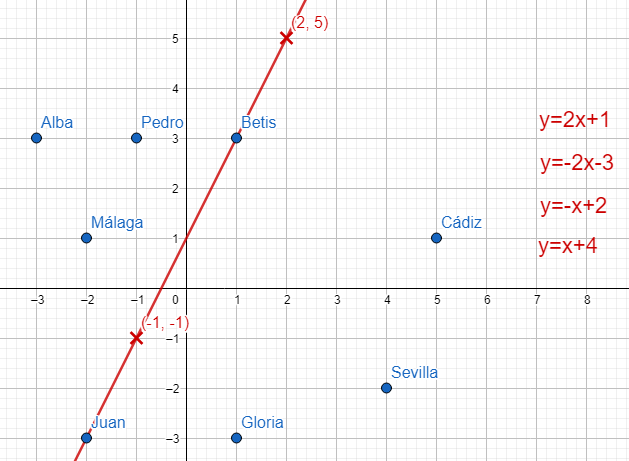 (2, 5)
5
4
Alba Pedro 3 Betis
y=2x+1
y=-2x-3
2
y=-x+2
Málaga 1 Cádiz
y=x+4
−3 −2 −1 0 1 2 3 4 5 6 7 8
(-1, -1)
−1
Sevilla
−2
Juan Gloria
−3